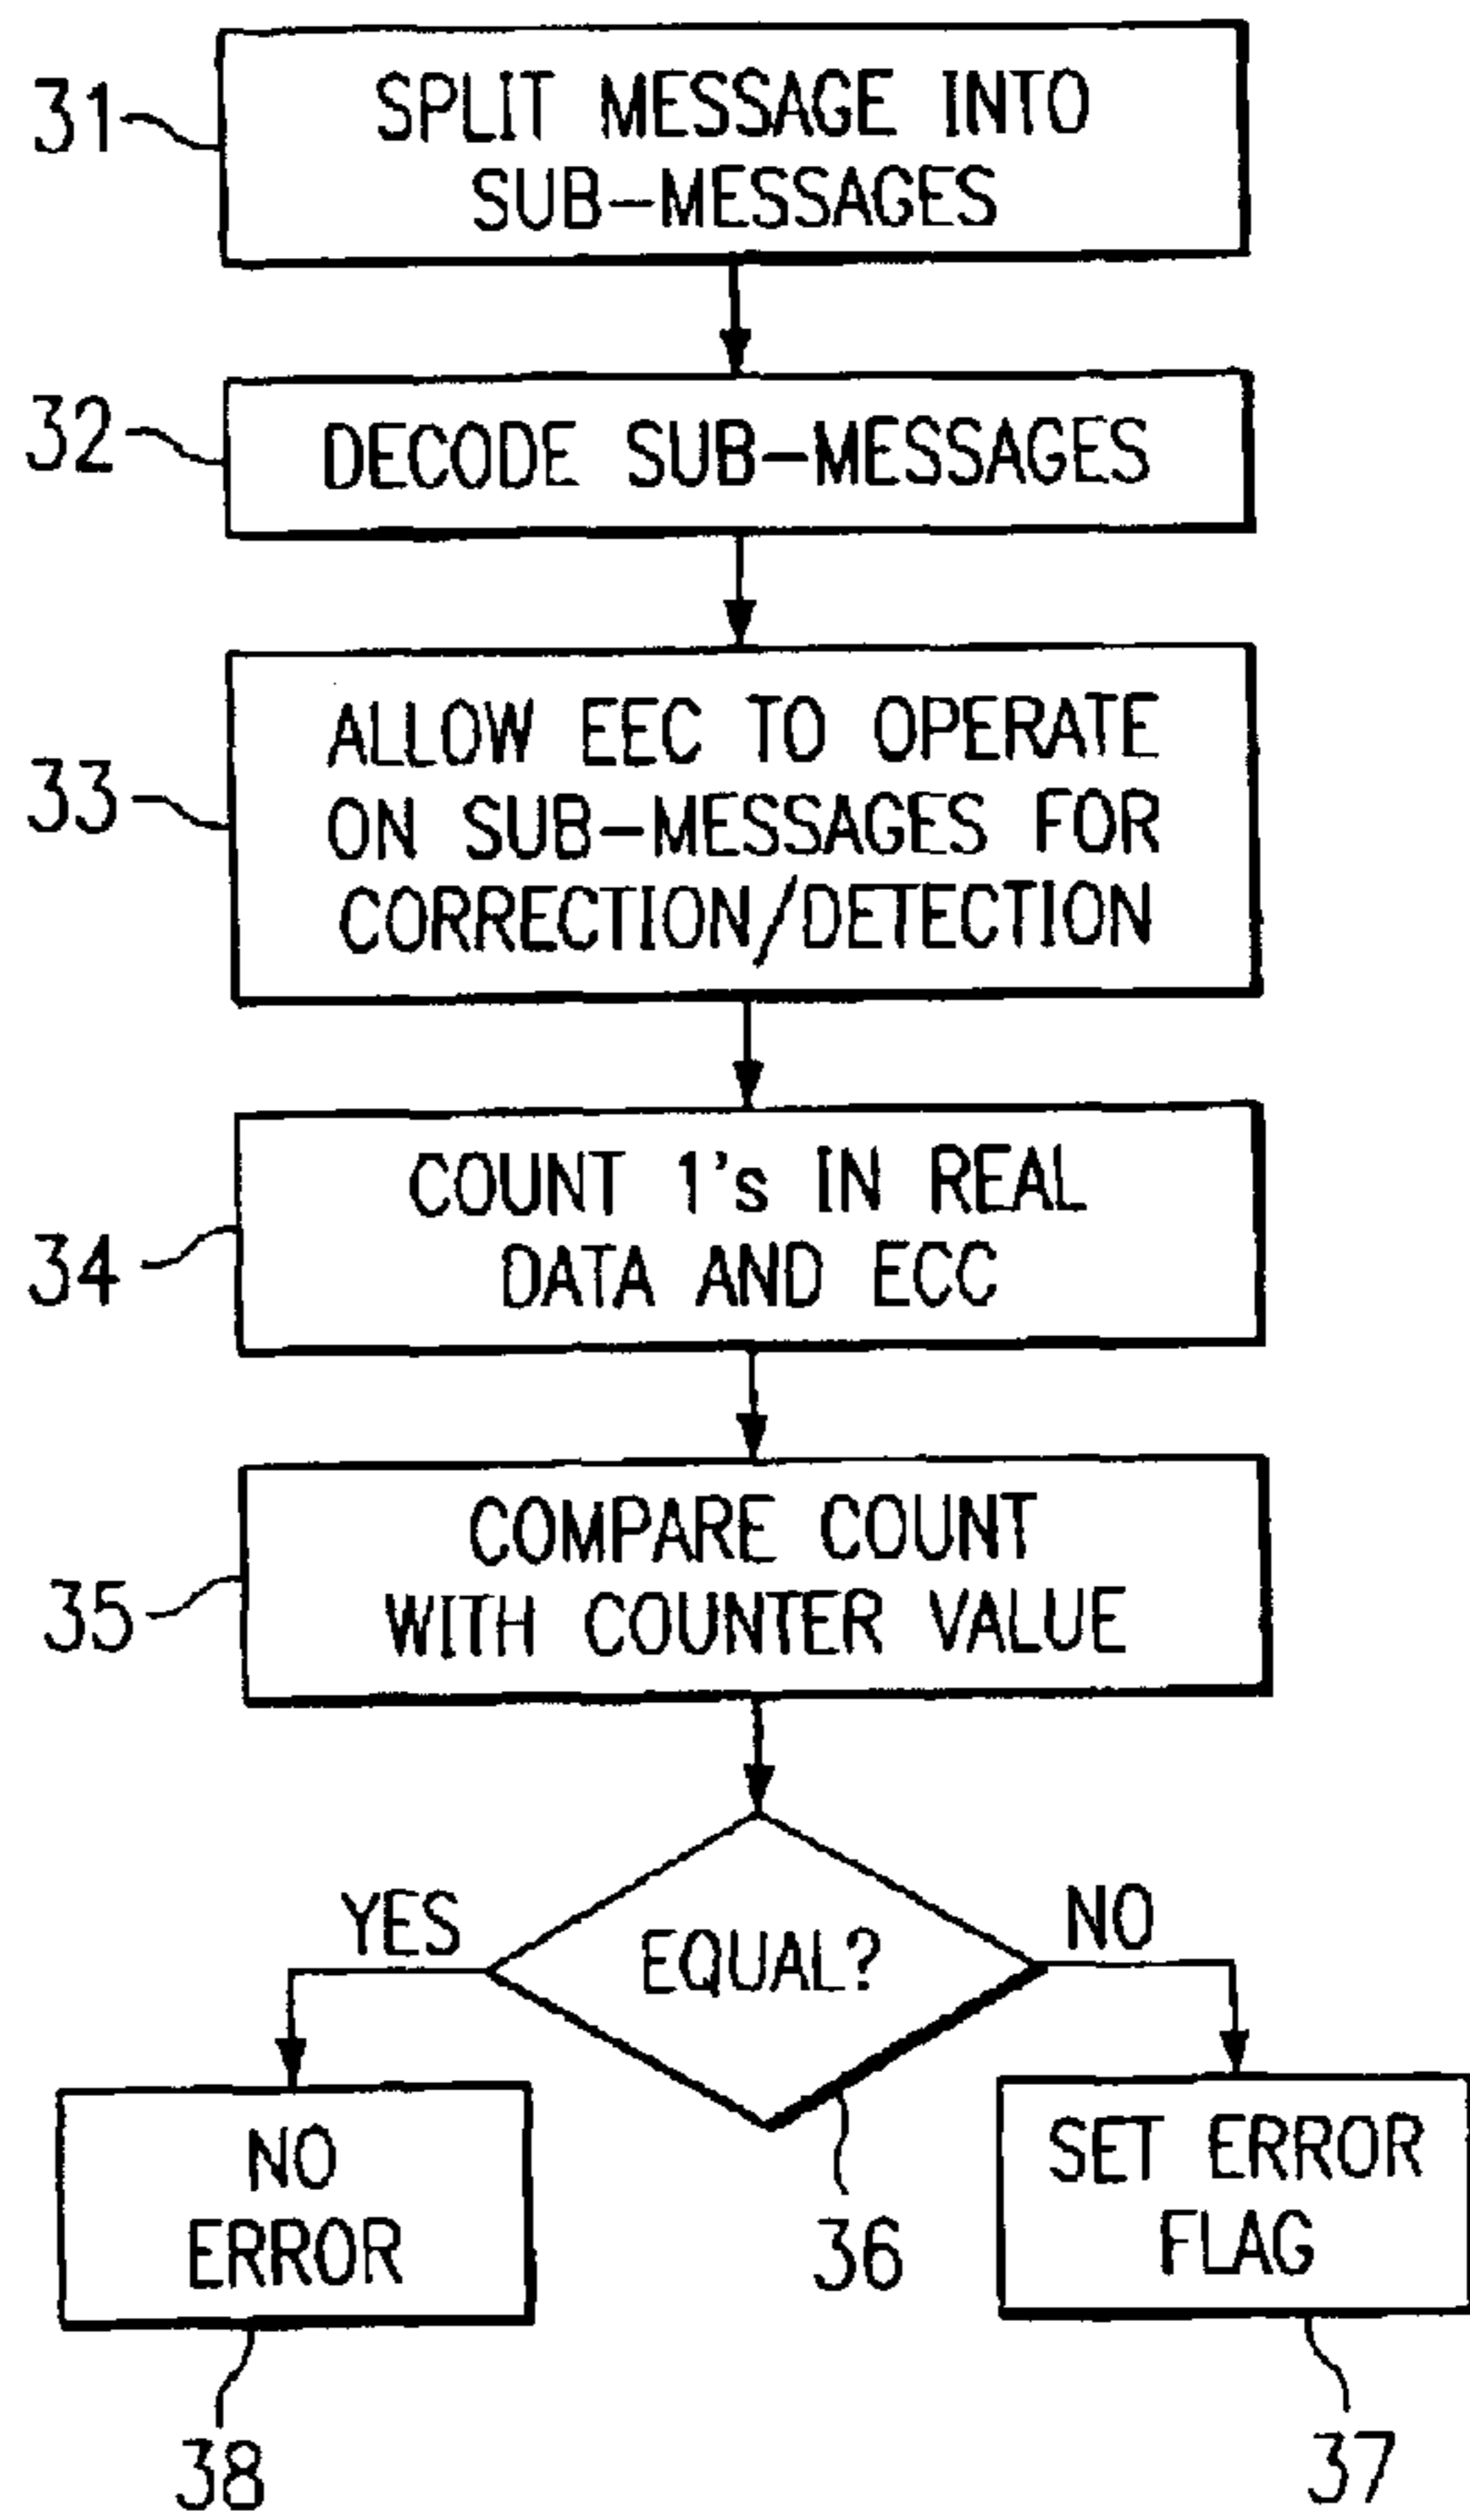 31
SPLIT MESSAGE INTO
SUB-MESSAGES
32
DECODE SUB-MESSAGES
33
ALLOW EEC TO OPERATE
ON SUB-MESSAGES FOR
CORRECTION/DETECTION
34
COUNT 1's IN REAL
DATA AND ECC
35
COMPARE COUNT
WITH COUNTER VALUE
YES
EQUAL?
NO
36
NO
ERROR
38
SET ERROR
FLAG
37